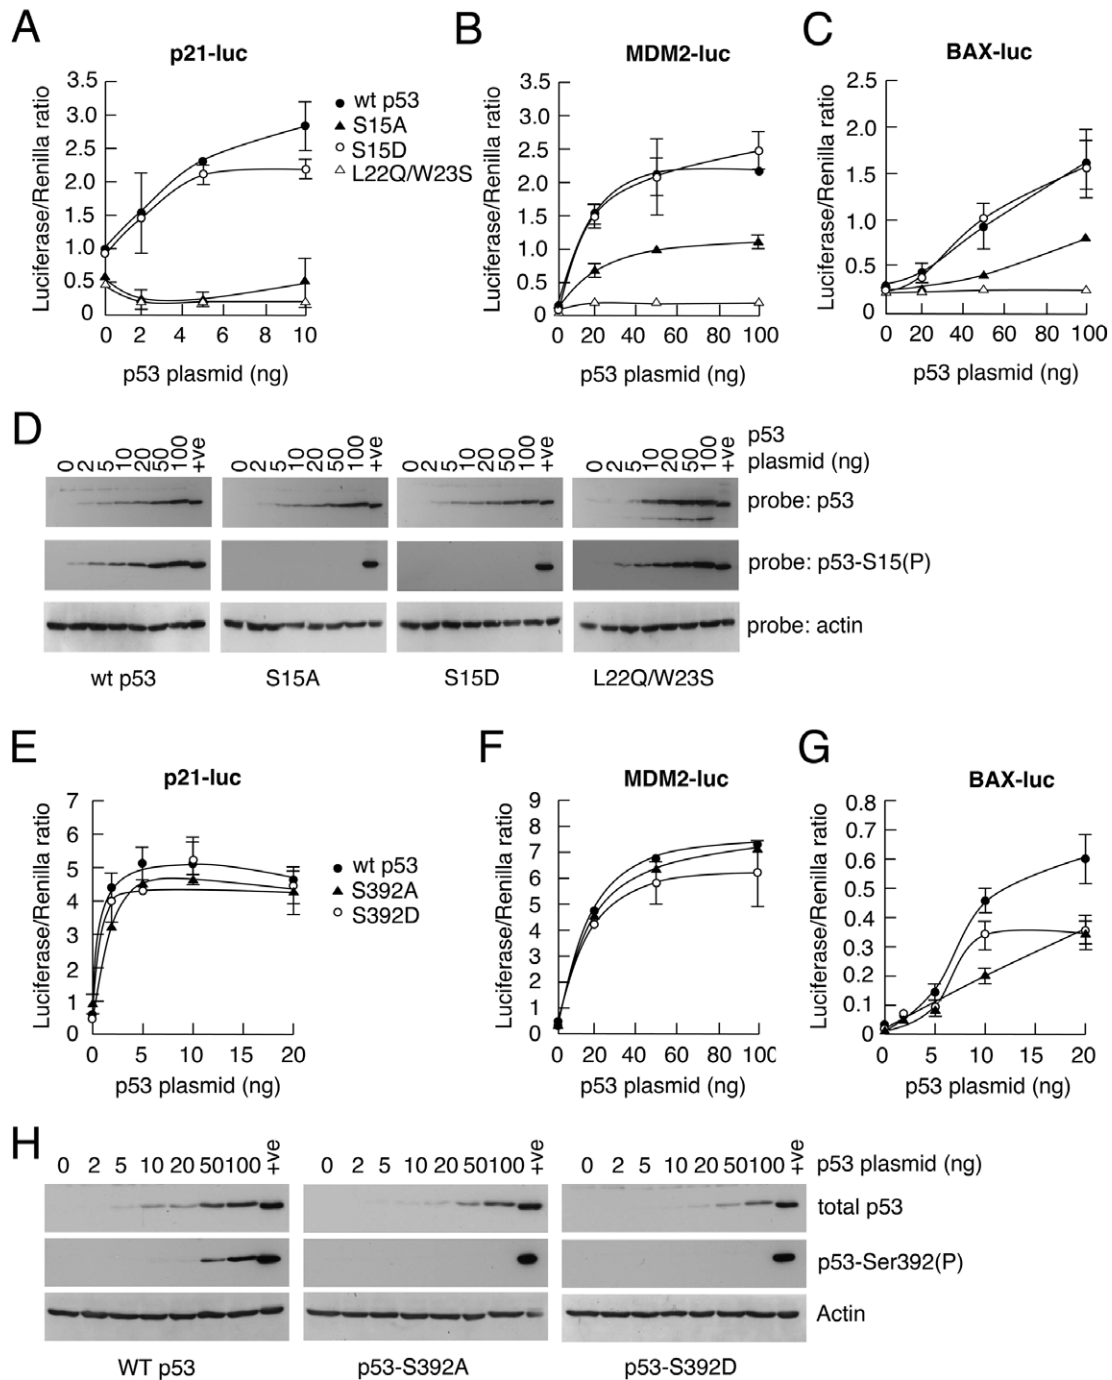 A
p21-luc
Luciferase/Renilla ratio
3.5
3.0
2.5
2.0
1.5
1.0
0.5
0
0 2 4 6 8 10
p53 plasmid (ng)
wt p53
S15A
S15D
L22Q/W23S
B
MDM2-luc
Luciferase/Renilla ratio
3.5
3.0
2.5
2.0
1.5
1.0
0.5
0
0 20 40 60 80 100
p53 plasmid (ng)
C
BAX-luc
Luciferase/Renilla ratio
2.5
2.0
1.5
1.0
0.5
0
0 20 40 60 80 100
p53 plasmid (ng)
D
0 2 5 10 20 50 100 +ve
0 2 5 10 20 50 100 +ve
0 2 5 10 20 50 100 +ve
0 2 5 10 20 50 100 +ve
p53
plasmid (ng)
probe: p53
probe: p53-S15(P)
probe: actin
wt p53
S15A
S15D
L22Q/W23S
E
p21-luc
Luciferase/Renilla ratio
7
6
5
4
3
2
1
0
0 5 10 15 20
p53 plasmid (ng)
wt p53
S392A
S392D
F
MDM2-luc
Luciferase/Renilla ratio
9
8
7
6
5
4
3
2
1
0
0 20 40 60 80 100
p53 plasmid (ng)
G
BAX-luc
Luciferase/Renilla ratio
0.8
0.7
0.6
0.5
0.4
0.3
0.2
0.1
0
0 5 10 15 20
p53 plasmid (ng)
H
0 2 5 10 20 50 100 +ve
0 2 5 10 20 50 100 +ve
0 2 5 10 20 50 100 +ve
p53 plasmid (ng)
total p53
p53-Ser392(P)
Actin
WT p53
p53-S392A
p53-S392D